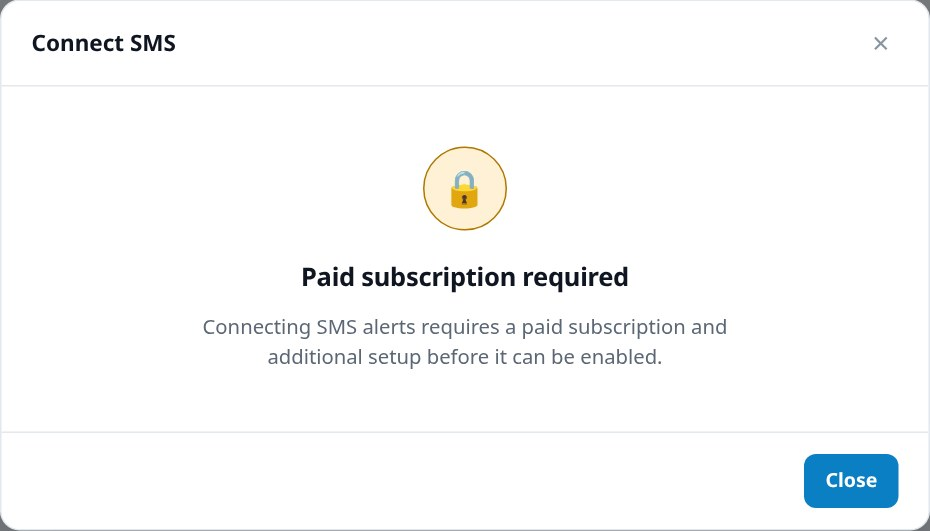 Connect SMS
Paid subscription required
Connecting SMS alerts requires a paid subscription and
additional setup before it can be enabled.
Close